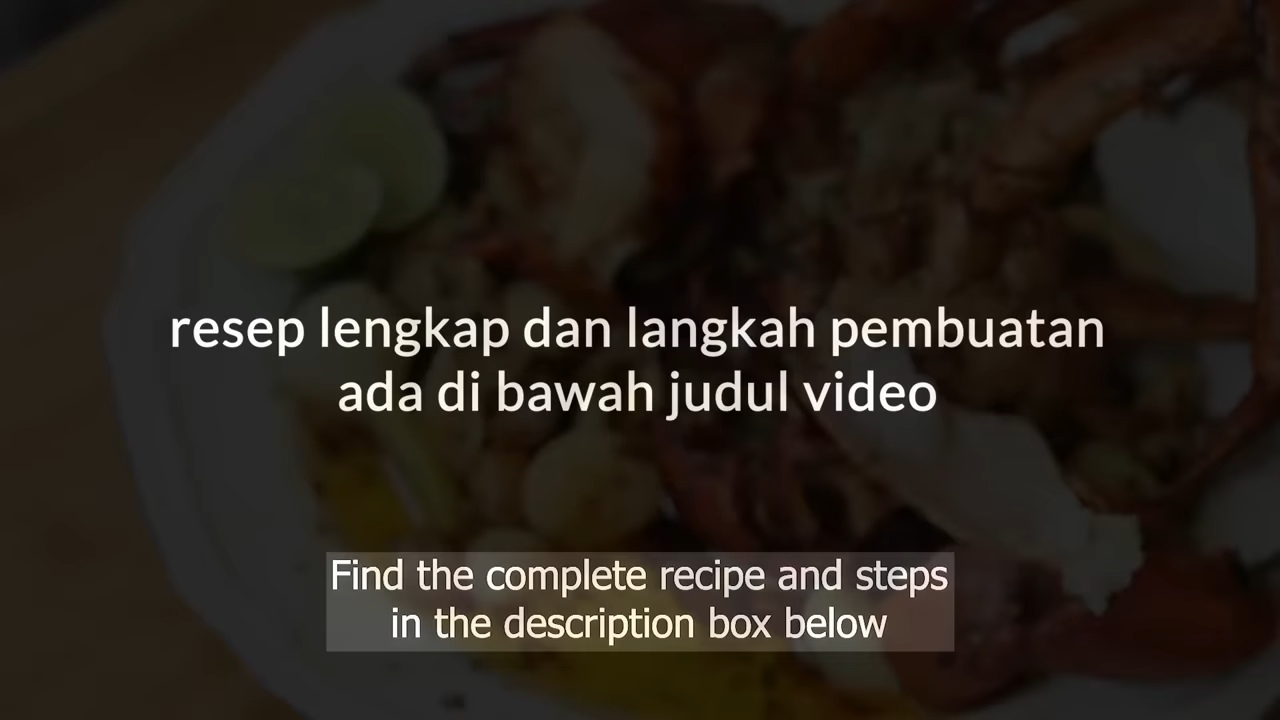 resep lengkap dan langkah pembuatan
ada di bawah judul video
Find the complete recipe and steps
in the description box below